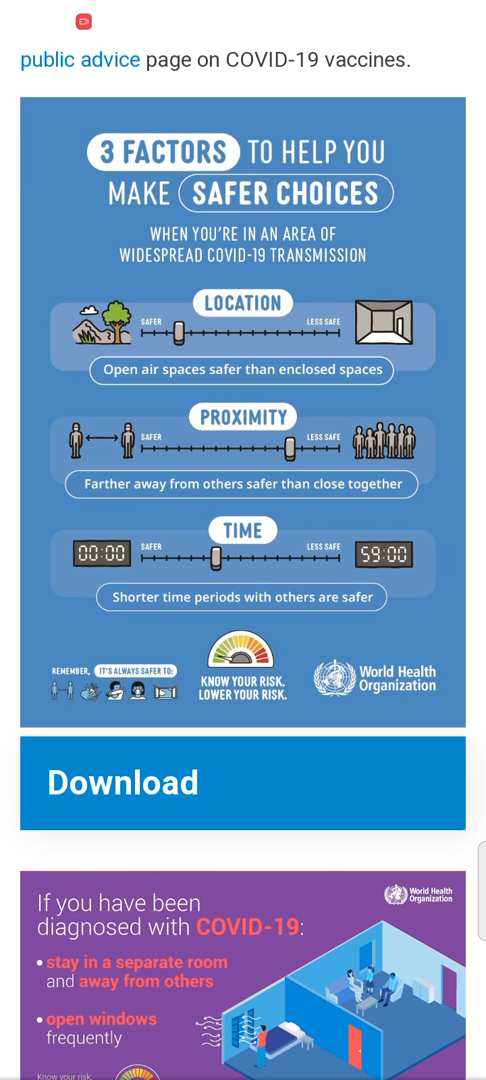 public advice page on COVID-19 vaccines.
3 FACTORS TO HELP YOU
MAKE SAFER CHOICES
WHEN YOU'RE IN AN AREA OF
WIDESPREAD COVID-19 TRANSMISSION
LOCATION
SAFER LESS SAFE
Open air spaces safer than enclosed spaces
PROXIMITY
SAFER LESS SAFE
Farther away from others safer than close together
TIME
00:00 SAFER LESS SAFE 59:00
Shorter time periods with others are safer
REMEMBER, IT'S ALWAYS SAFER TO:
KNOW YOUR RISK.
LOWER YOUR RISK.
World Health
Organization
Download
World Health
Organization
If you have been
diagnosed with COVID-19:
• stay in a separate room
and away from others
• open windows
frequently
Know your risk.